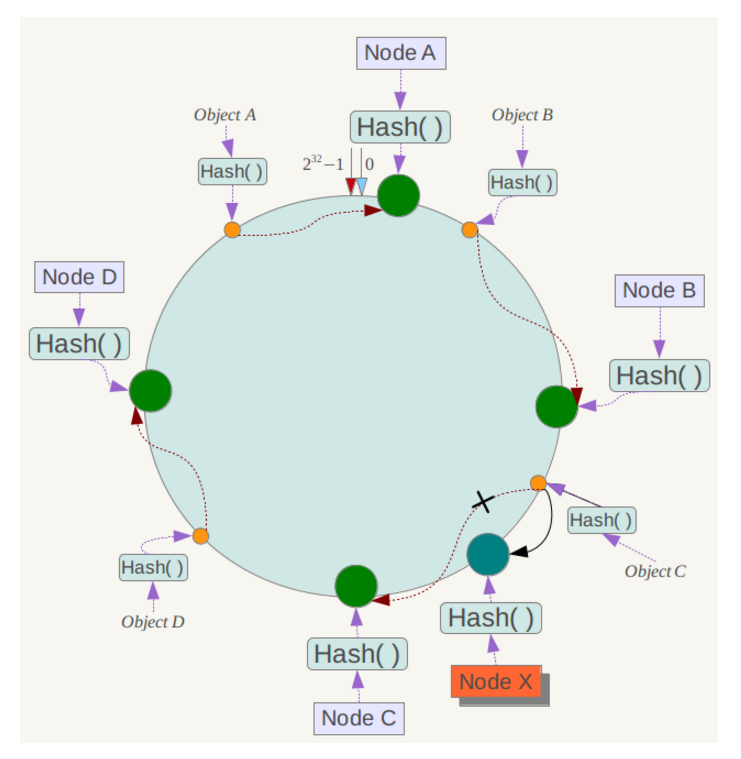 Node A
Object A
Hash( )
Object B
2³²−1
0
Hash( )
Hash( )
Node D
Node B
Hash( )
Hash( )
Hash( )
Object C
Hash( )
Object D
Hash( )
Hash( )
Node X
Node C